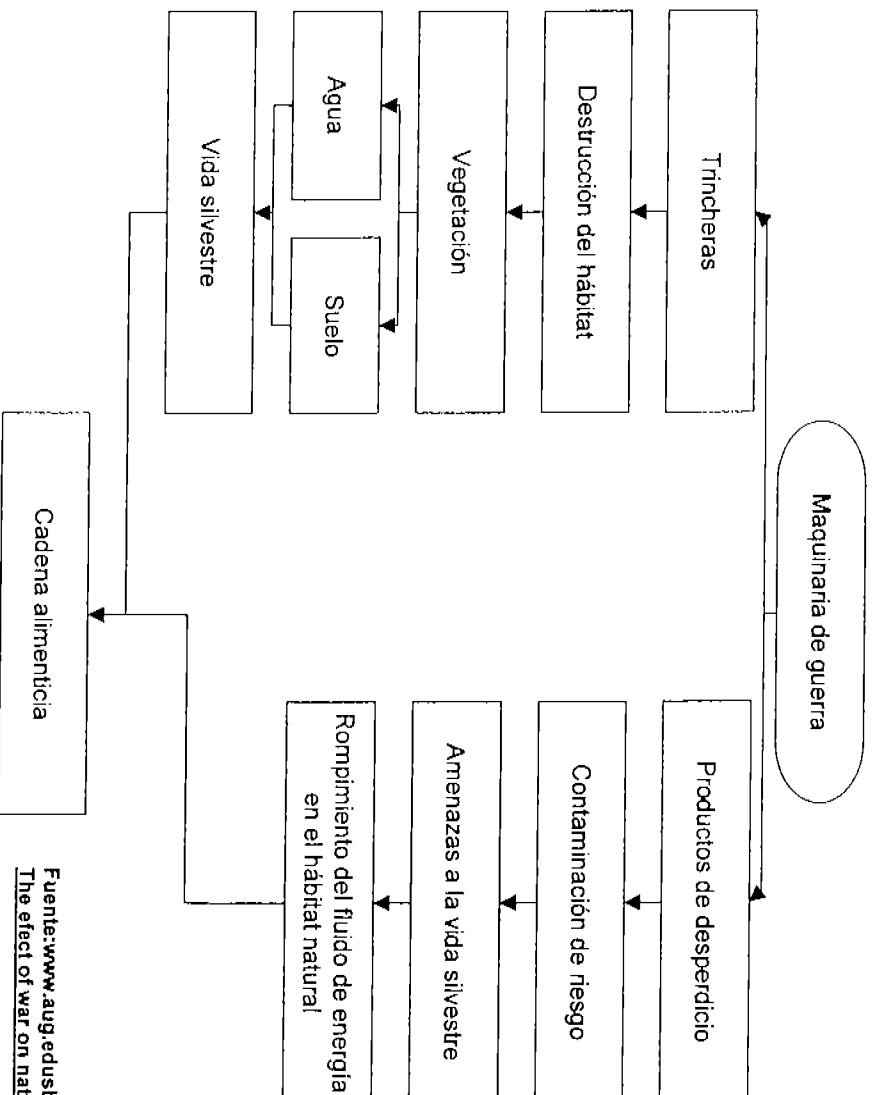 Maquinaria de guerra
Trincheras
Destrucción del hábitat
Vegetación
Agua
Suelo
Vida silvestre
Productos de desperdicio
Contaminación de riesgo
Amenazas a la vida silvestre
Rompimiento del fluido de energía
en el hábitat natural
Cadena alimenticia
Fuente:www.aug.edusb
The efect of war on nat